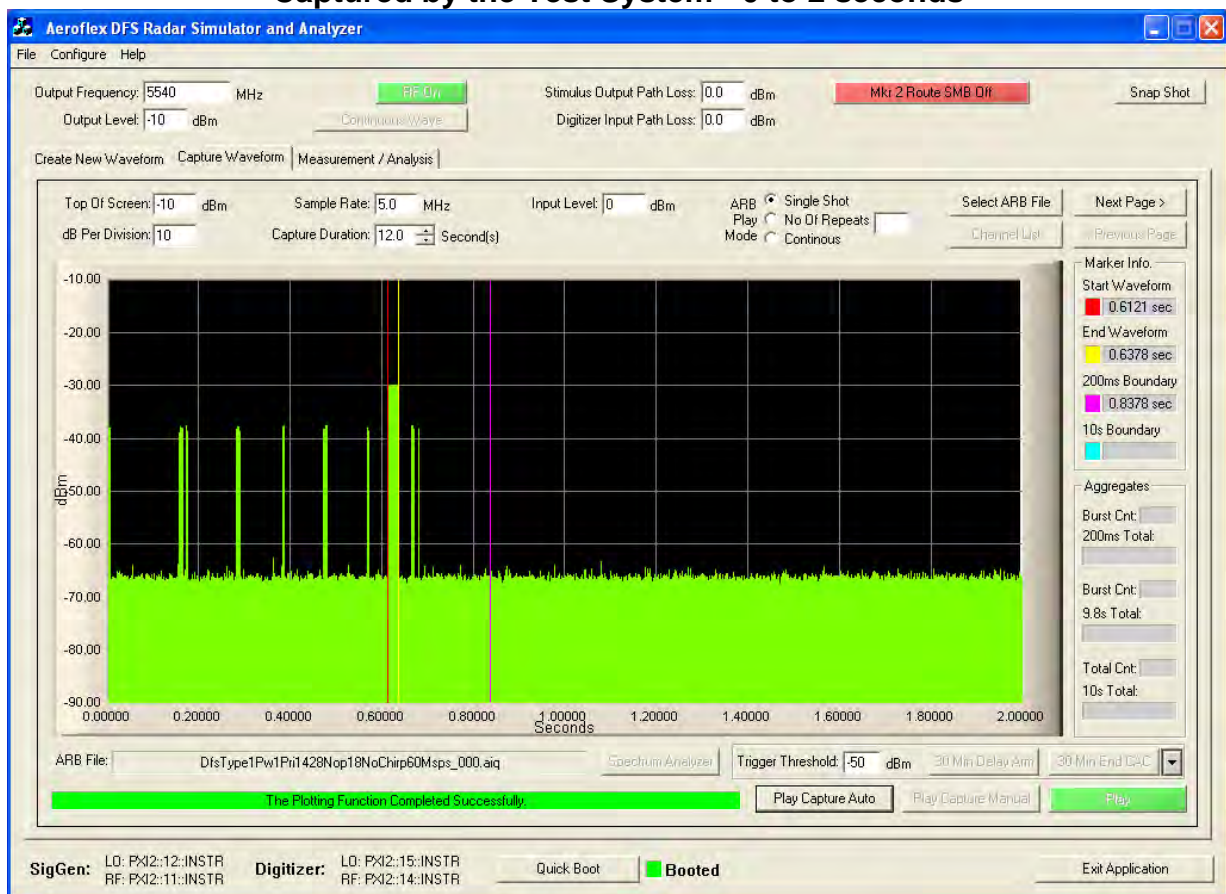 Captured by the Test System - 0 to 2 seconds
Aeroflex DFS Radar Simulator and Analyzer
File Configure Help
Output Frequency: 5540 MHz
RF On
Stimulus Output Path Loss: 0.0 dBm
Mkr 2 Route SMB Off
Snap Shot
Output Level: -10 dBm
Continuous Wave
Digitizer Input Path Loss: 0.0 dBm
Create New Waveform Capture Waveform Measurement / Analysis
Top Of Screen: -10 dBm
Sample Rate: 5.0 MHz
Input Level: 0 dBm
ARB Play Mode
Single Shot
No Of Repeats
Continous
Select ARB File
Next Page >
dB Per Division: 10
Capture Duration: 12.0 Second(s)
Channel List
Previous Page
-10.00
-20.00
-30.00
-40.00
-50.00
-60.00
-70.00
-80.00
-90.00
dBm
0.00000 0.20000 0.40000 0.60000 0.80000 1.00000 1.20000 1.40000 1.60000 1.80000 2.00000
Seconds
Marker Info.
Start Waveform
0.6121 sec
End Waveform
0.6378 sec
200ms Boundary
0.8378 sec
10s Boundary
Aggregates
Burst Cnt:
200ms Total:
Burst Cnt:
9.8s Total:
Total Cnt:
10s Total:
ARB File: DfsType1Pw1Pri1428Nop18NoChirp60Msps_000.aiq
Spectrum Analyzer
Trigger Threshold: -50 dBm
30 Min Delay Arm
30 Min End CAC
The Plotting Function Completed Successfully.
Play Capture Auto
Play Capture Manual
Play
SigGen: LO: PXI2::12::INSTR
RF: PXI2::11::INSTR
Digitizer: LO: PXI2::15::INSTR
RF: PXI2::14::INSTR
Quick Boot
Booted
Exit Application